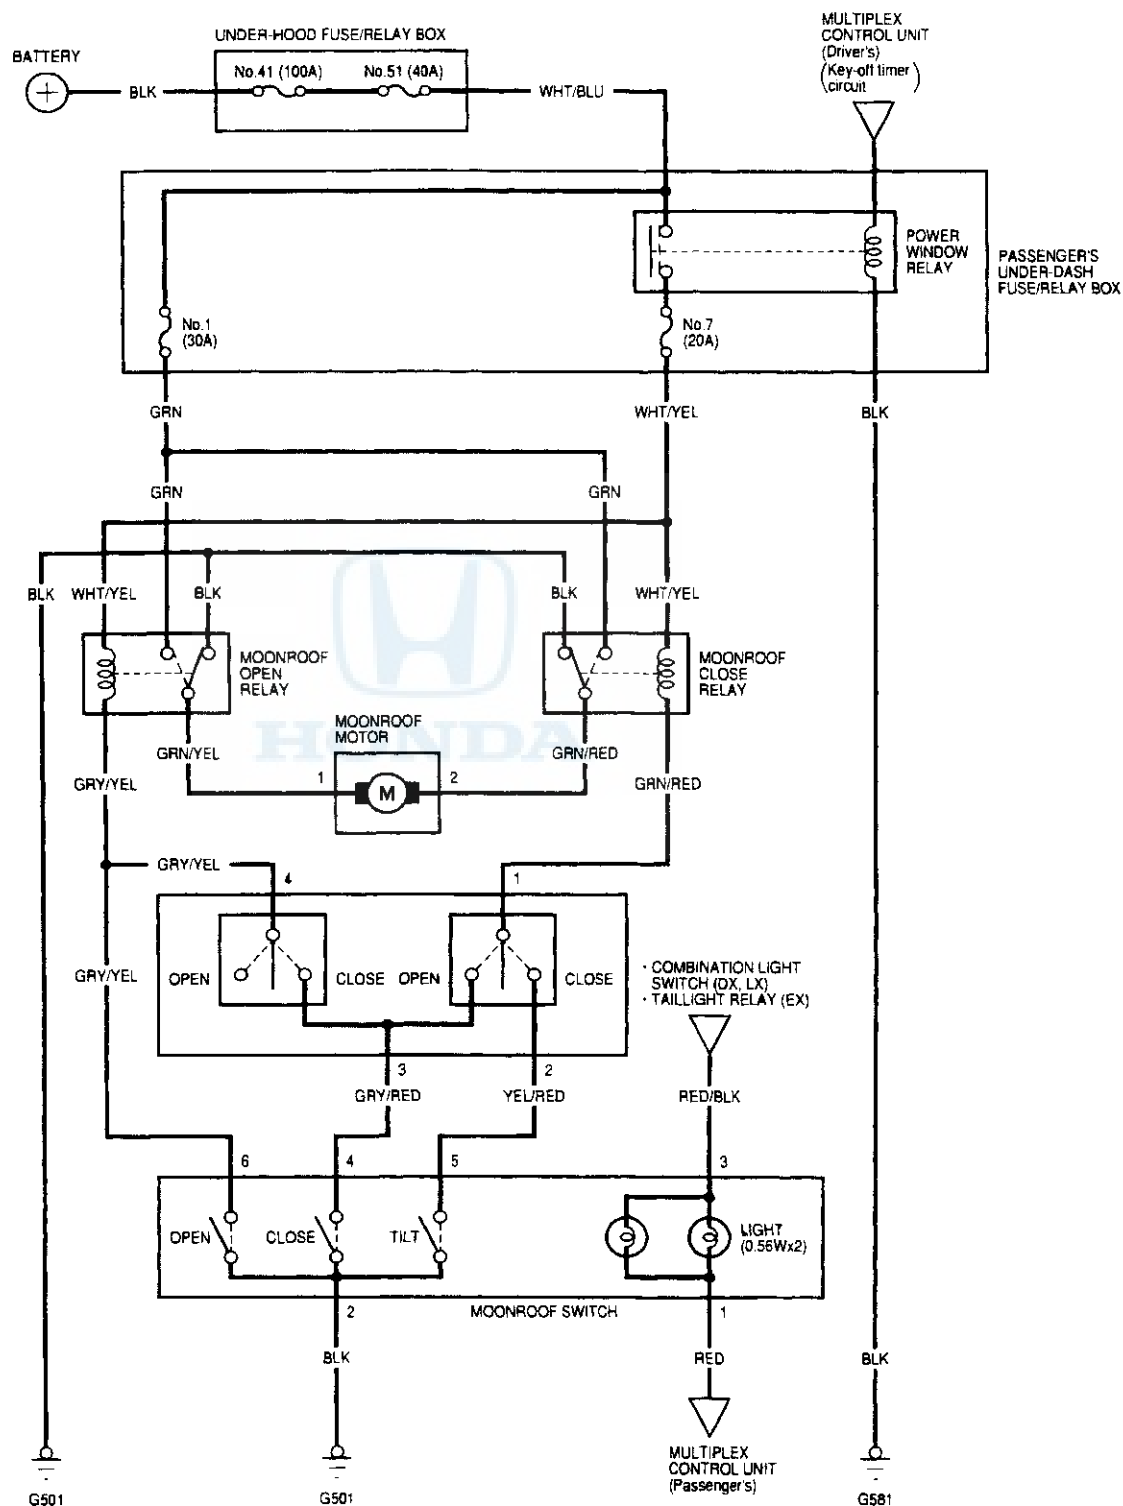 MULTIPLEX
CONTROL UNIT
(Driver's)
(Key-off timer
circuit )
UNDER-HOOD FUSE/RELAY BOX
BATTERY
No.41 (100A) No.51 (40A)
BLK
WHT/BLU
POWER
WINDOW
RELAY
PASSENGER'S
UNDER-DASH
FUSE/RELAY BOX
No.1
(30A)
No.7
(20A)
GRN
WHT/YEL
BLK
GRN
GRN
BLK
WHT/YEL
BLK
BLK
WHT/YEL
MOONROOF
OPEN
RELAY
MOONROOF
CLOSE
RELAY
HONDA
MOONROOF
MOTOR
GRN/YEL
GRN/RED
GRY/YEL
1
M
2
GRN/RED
GRY/YEL
4
1
GRY/YEL
OPEN
CLOSE
OPEN
CLOSE
· COMBINATION LIGHT
SWITCH (DX, LX)
· TAILLIGHT RELAY (EX)
3
2
GRY/RED
YEL/RED
RED/BLK
6
4
5
3
OPEN
CLOSE
TILT
LIGHT
(0.56Wx2)
2
MOONROOF SWITCH
1
BLK
RED
BLK
MULTIPLEX
CONTROL UNIT
(Passenger's)
G501
G501
G581